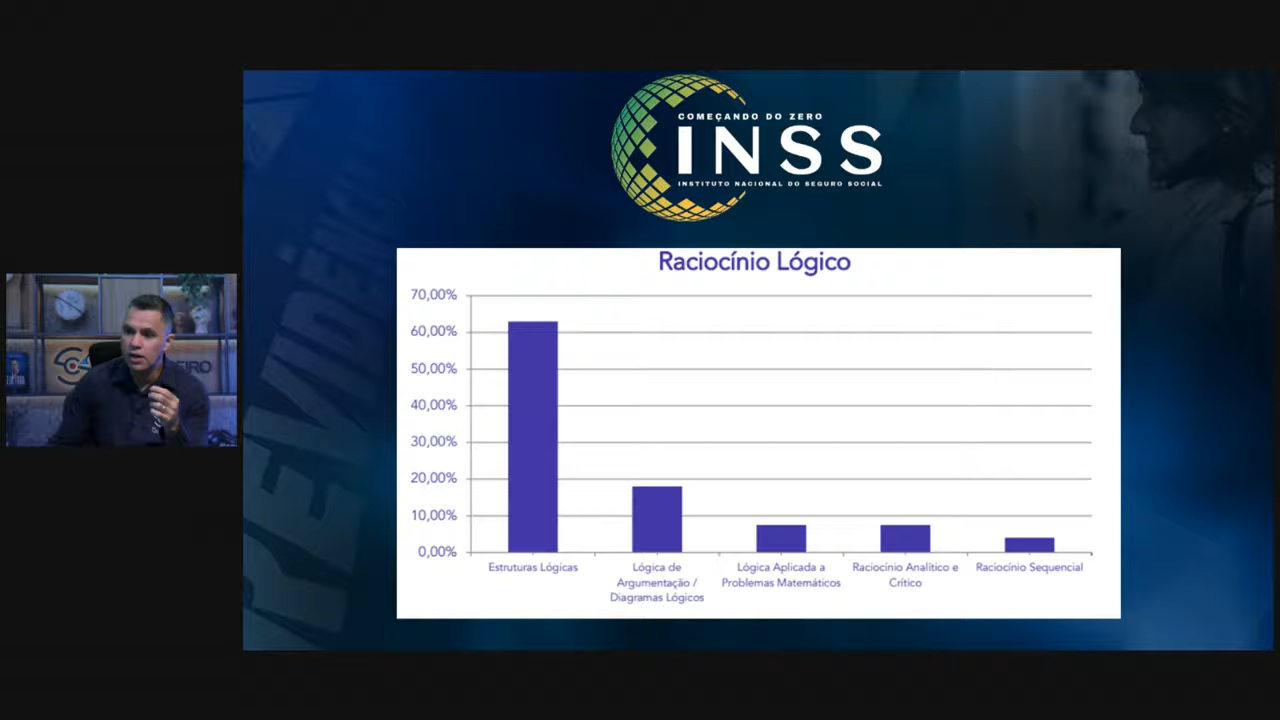 COMEÇANDO DO ZERO
INSS
INSTITUTO NACIONAL DO SEGURO SOCIAL
Raciocínio Lógico
70,00%
60,00%
50,00%
40,00%
30,00%
20,00%
10,00%
0,00%
Estruturas Lógicas
Lógica de
Argumentação /
Diagramas Lógicos
Lógica Aplicada a
Problemas Matemáticos
Raciocínio Analítico e
Crítico
Raciocínio Sequencial